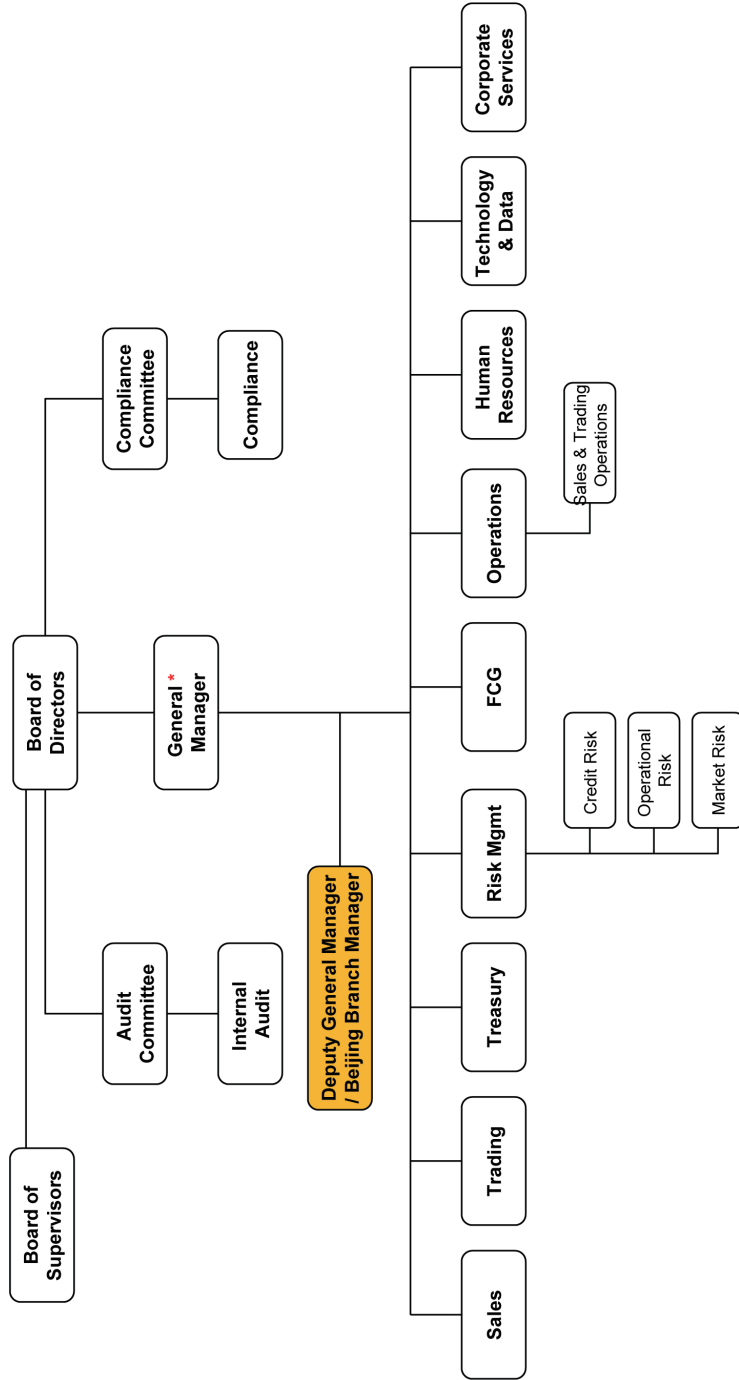 Board of
Supervisors
Board of
Directors
Audit
Committee
Compliance
Committee
General *
Manager
Internal
Audit
Compliance
Deputy General Manager
/ Beijing Branch Manager
Sales
Trading
Treasury
Risk Mgmt
FCG
Operations
Human
Resources
Technology
& Data
Corporate
Services
Credit Risk
Operational
Risk
Market Risk
Sales & Trading
Operations